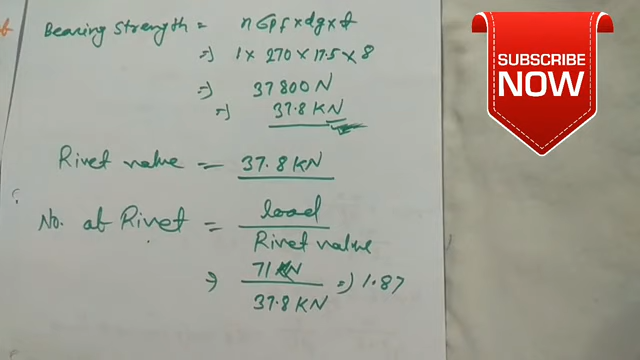 Bearing Strength = n σpf × dg × t
=) 1 × 270 × 17.5 × 8
=) 37800 N
=) 37.8 KN
Rivet value = 37.8 KN
No. of Rivet = load
Rivet value
=) 71 KN =) 1.87
37.8 KN
SUBSCRIBE
NOW